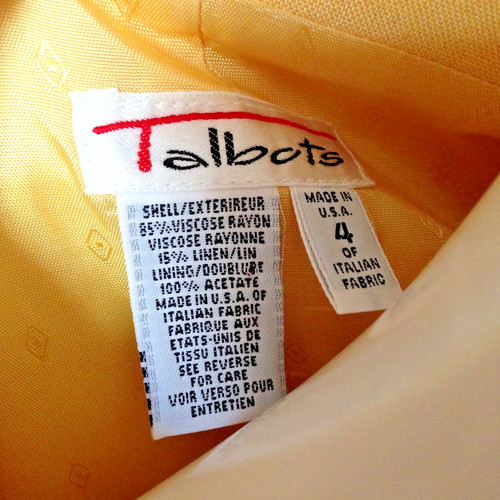 Talbots
SHELL/EXTERIEUR
85% VISCOSE RAYON
VISCOSE RAYONNE
15% LINEN/LIN
LINING/DOUBLURE
100% ACETATE
MADE IN U.S.A. OF
ITALIAN FABRIC
FABRIQUE AUX
ETATS-UNIS DE
TISSU ITALIEN
SEE REVERSE
FOR CARE
VOIR VERSO POUR
ENTRETIEN
MADE IN
U.S.A.
4
OF
ITALIAN
FABRIC